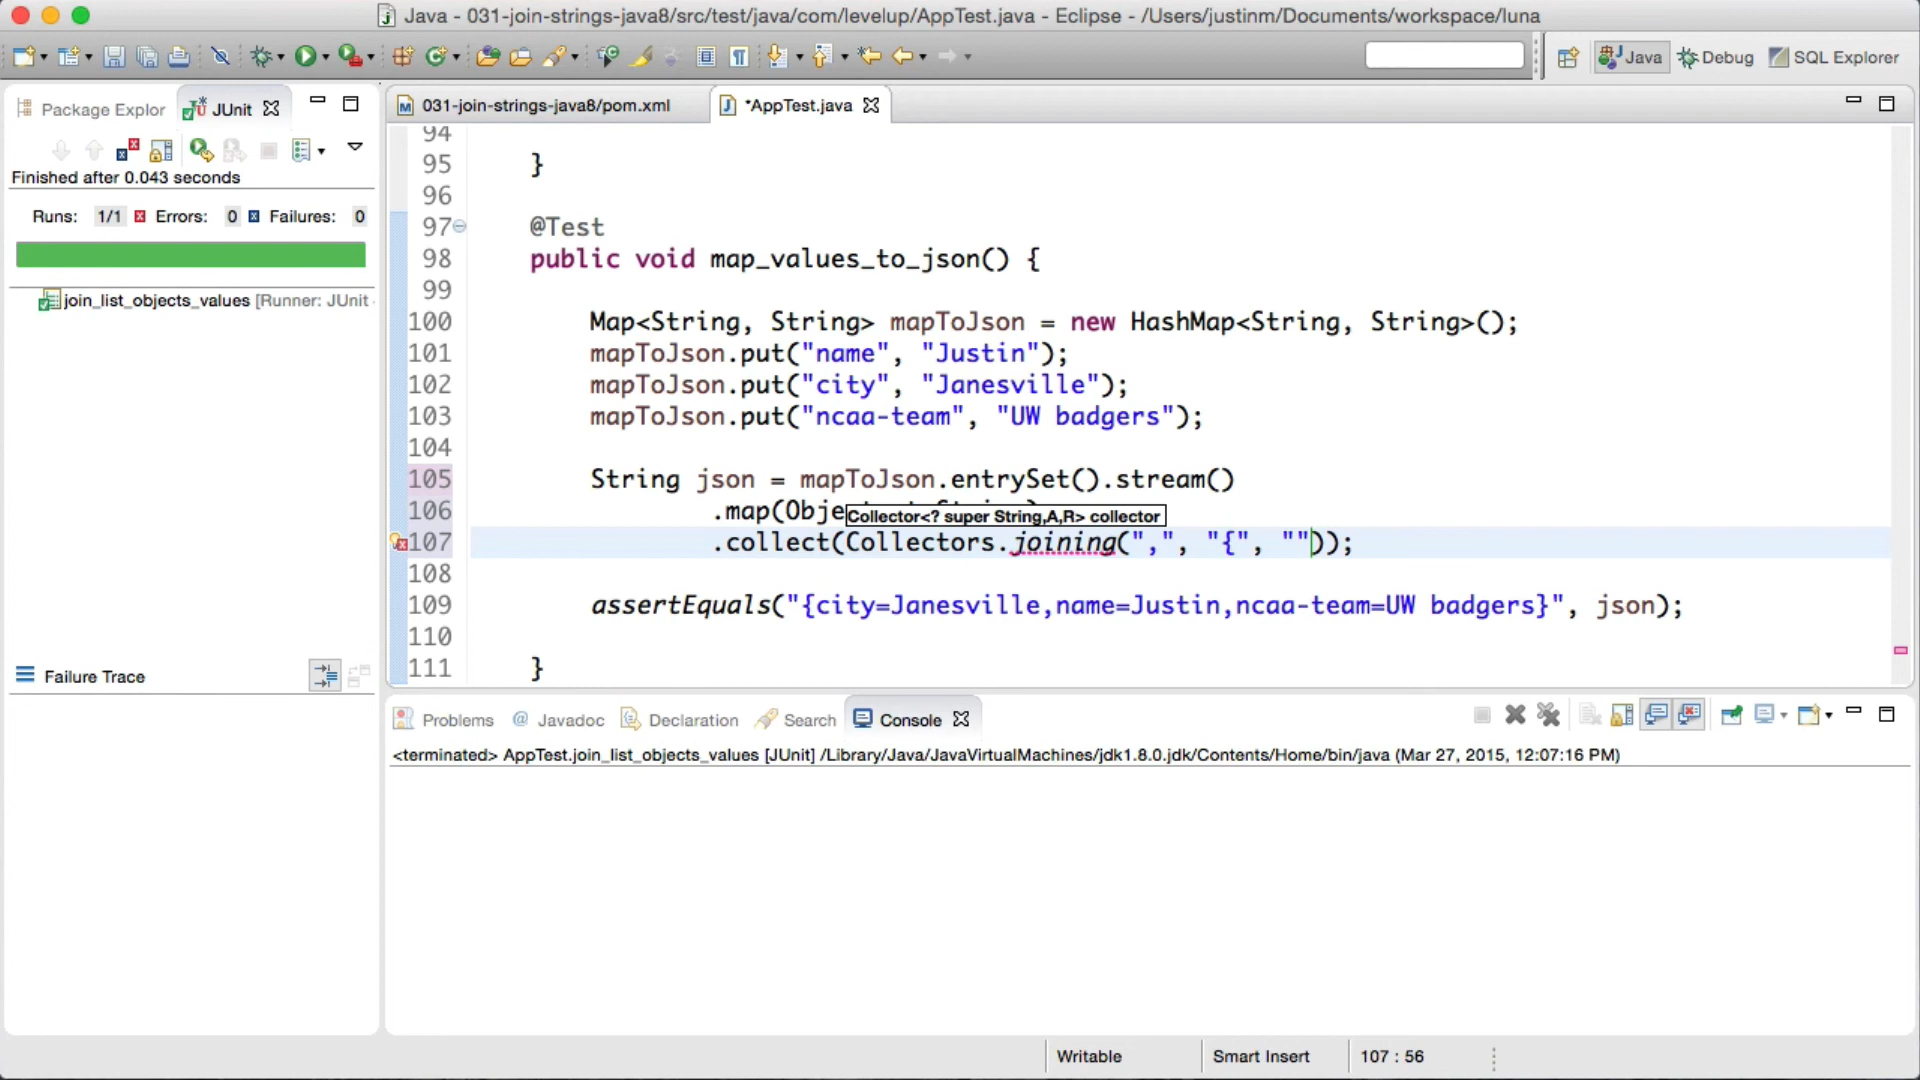 Java - 031-join-strings-java8/src/test/java/com/levelup/AppTest.java - Eclipse - /Users/justinm/Documents/workspace/luna
Java
Debug
SQL Explorer
Package Explor
JUnit
031-join-strings-java8/pom.xml
*AppTest.java
Finished after 0.043 seconds
Runs: 1/1 Errors: 0 Failures: 0
join_list_objects_values [Runner: JUnit
Failure Trace
94
95 }
96
97 @Test
98 public void map_values_to_json() {
99
100 Map<String, String> mapToJson = new HashMap<String, String>();
101 mapToJson.put("name", "Justin");
102 mapToJson.put("city", "Janesville");
103 mapToJson.put("ncaa-team", "UW badgers");
104
105 String json = mapToJson.entrySet().stream()
106 .map(Obje
Collector<? super String,A,R> collector
107 .collect(Collectors.joining(",", "{", ""));
108
109 assertEquals("{city=Janesville,name=Justin,ncaa-team=UW badgers}", json);
110
111 }
Problems
Javadoc
Declaration
Search
Console
<terminated> AppTest.join_list_objects_values [JUnit] /Library/Java/JavaVirtualMachines/jdk1.8.0.jdk/Contents/Home/bin/java (Mar 27, 2015, 12:07:16 PM)
Writable
Smart Insert
107 : 56